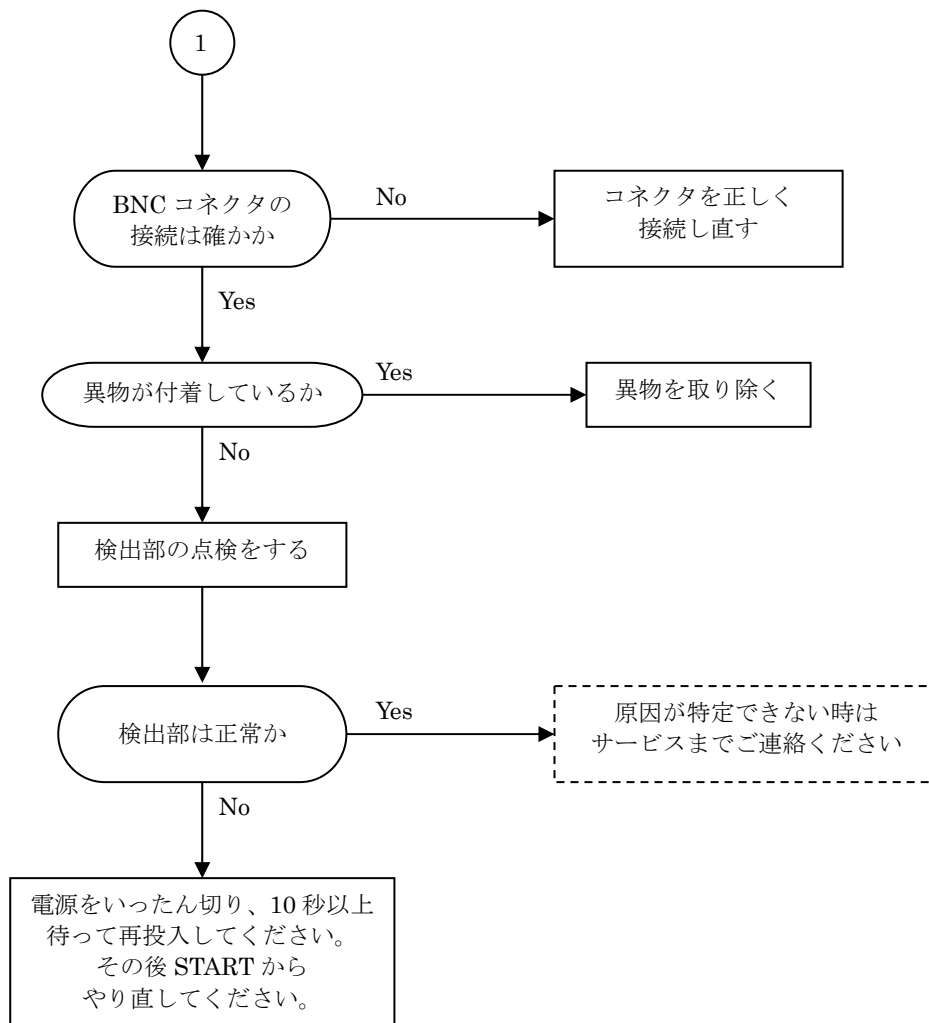 1
BNC コネクタの
接続は確かか
No
コネクタを正しく
接続し直す
Yes
異物が付着しているか
Yes
異物を取り除く
No
検出部の点検をする
検出部は正常か
Yes
原因が特定できない時は
サービスまでご連絡ください
No
電源をいったん切り、10 秒以上
待って再投入してください。
その後 START から
やり直してください。